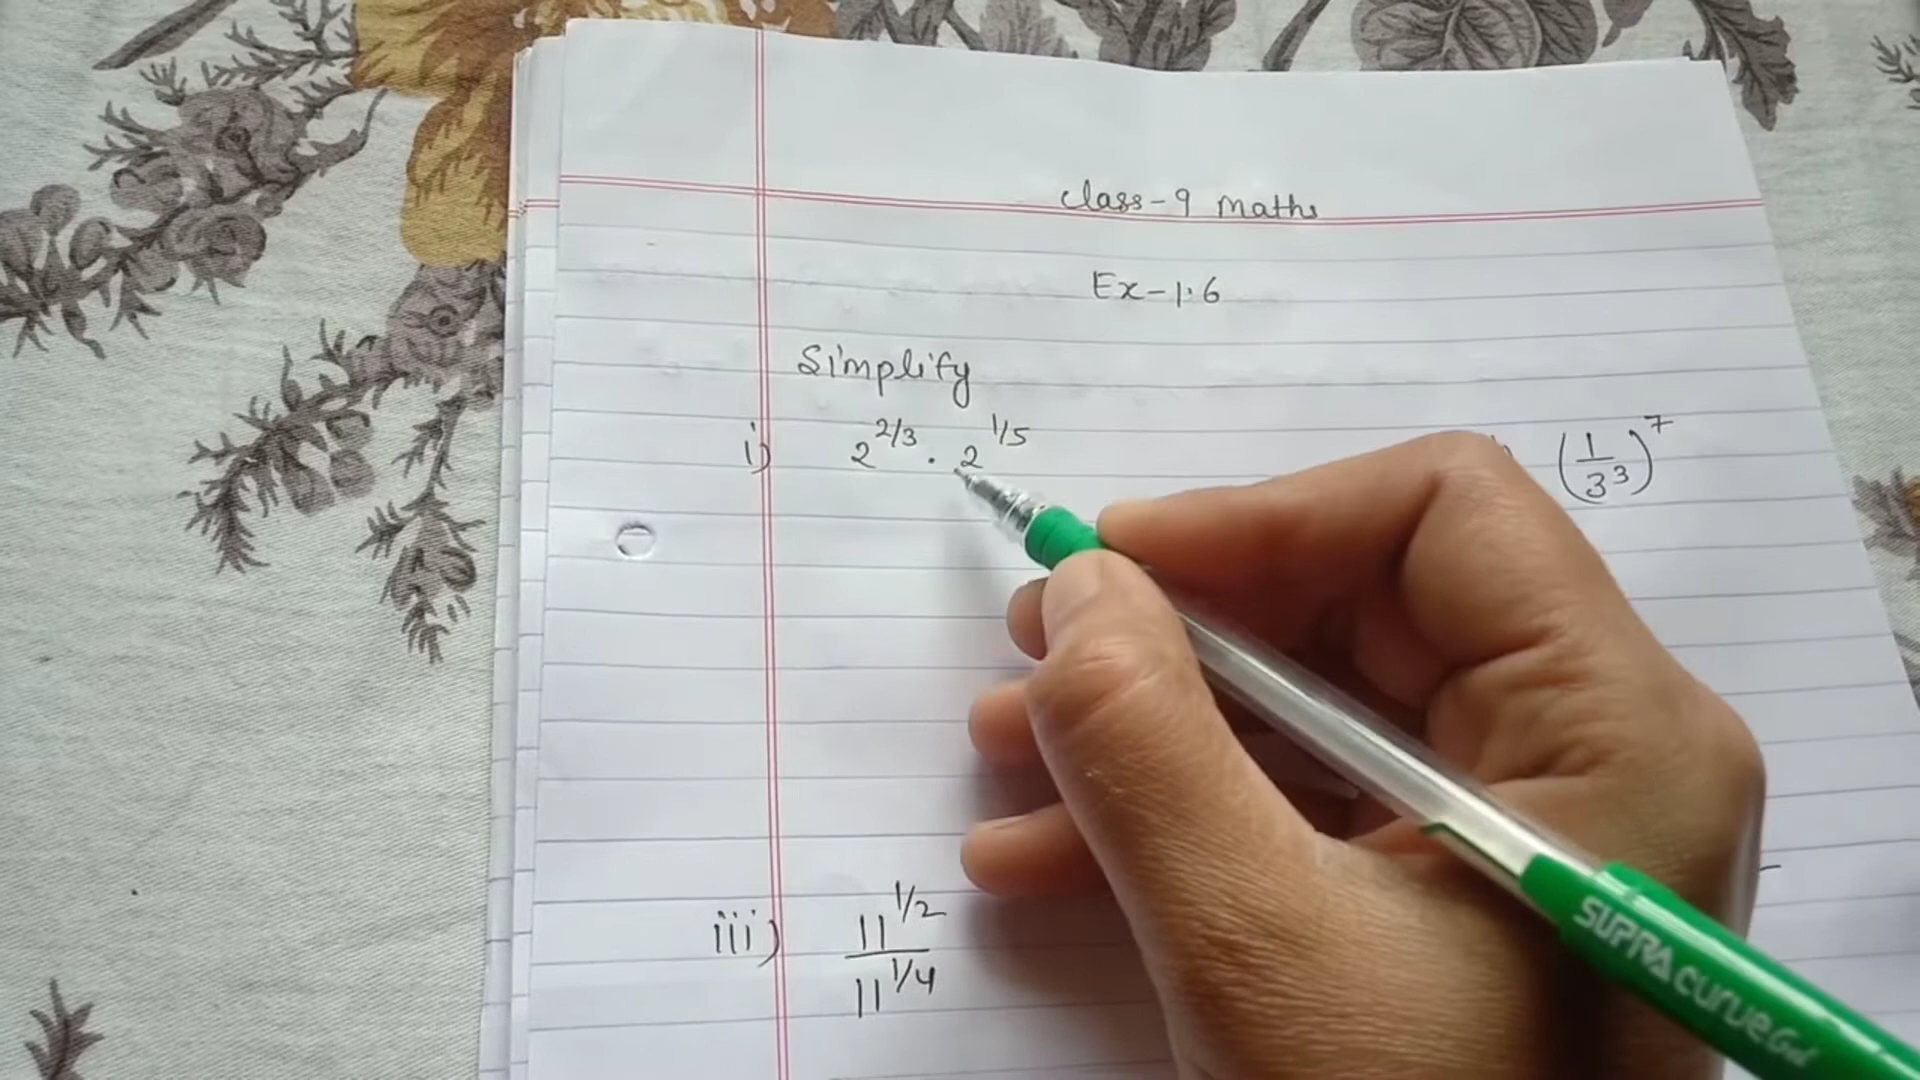 Class-9 Maths
Ex-1.6
Simplify
i) 2^{2/3} . 2^{1/5}
) (1/3^3)^7
iii) 11^{1/2} / 11^{1/4}
SUPRA CURVE Gel